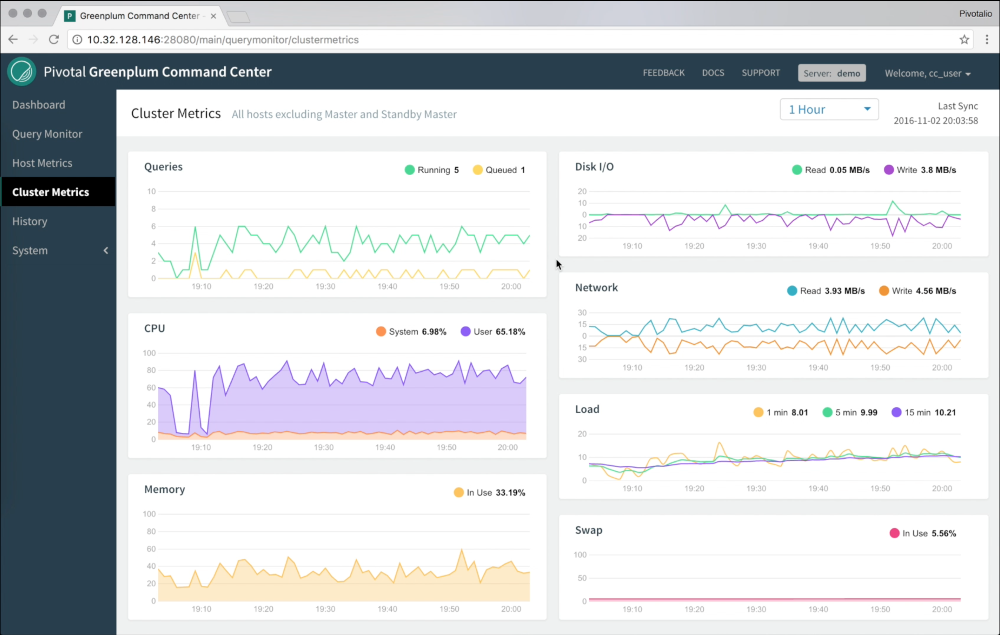 Greenplum Command Center -
Pivotalio
10.32.128.146:28080/main/querymonitor/clustermetrics
Pivotal Greenplum Command Center
FEEDBACK DOCS SUPPORT Server: demo Welcome, cc_user
Dashboard
Query Monitor
Host Metrics
Cluster Metrics
History
System
Cluster Metrics All hosts excluding Master and Standby Master
1 Hour
Last Sync
2016-11-02 20:03:58
Queries
Running 5 Queued 1
10
8
6
4
2
0
19:10 19:20 19:30 19:40 19:50 20:00
CPU
System 6.98% User 65.18%
100
80
60
40
20
0
19:10 19:20 19:30 19:40 19:50 20:00
Memory
In Use 33.19%
100
80
60
40
20
0
19:10 19:20 19:30 19:40 19:50 20:00
Disk I/O
Read 0.05 MB/s Write 3.8 MB/s
20
10
0
10
20
19:10 19:20 19:30 19:40 19:50 20:00
Network
Read 3.93 MB/s Write 4.56 MB/s
30
15
0
15
30
19:10 19:20 19:30 19:40 19:50 20:00
Load
1 min 8.01 5 min 9.99 15 min 10.21
20
10
0
19:10 19:20 19:30 19:40 19:50 20:00
Swap
In Use 5.56%
100
50
0
19:10 19:20 19:30 19:40 19:50 20:00